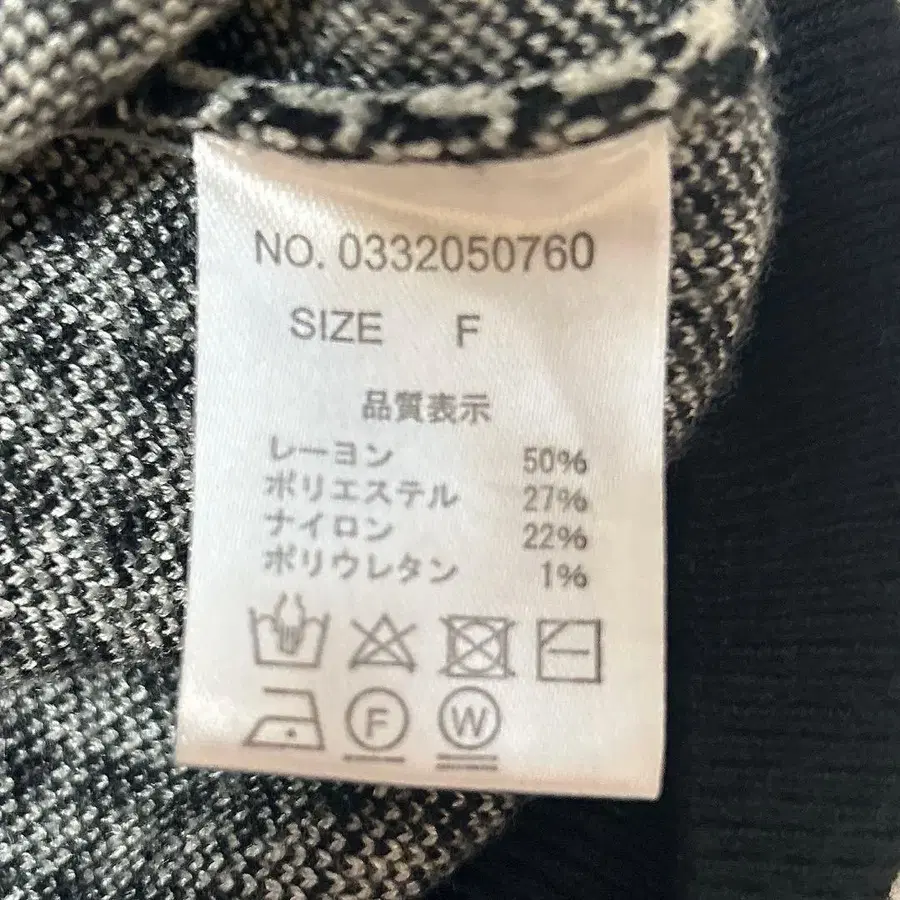 NO. 0332050760
SIZE F
品質表示
レーヨン 50%
ポリエステル 27%
ナイロン 22%
ポリウレタン 1%
F W